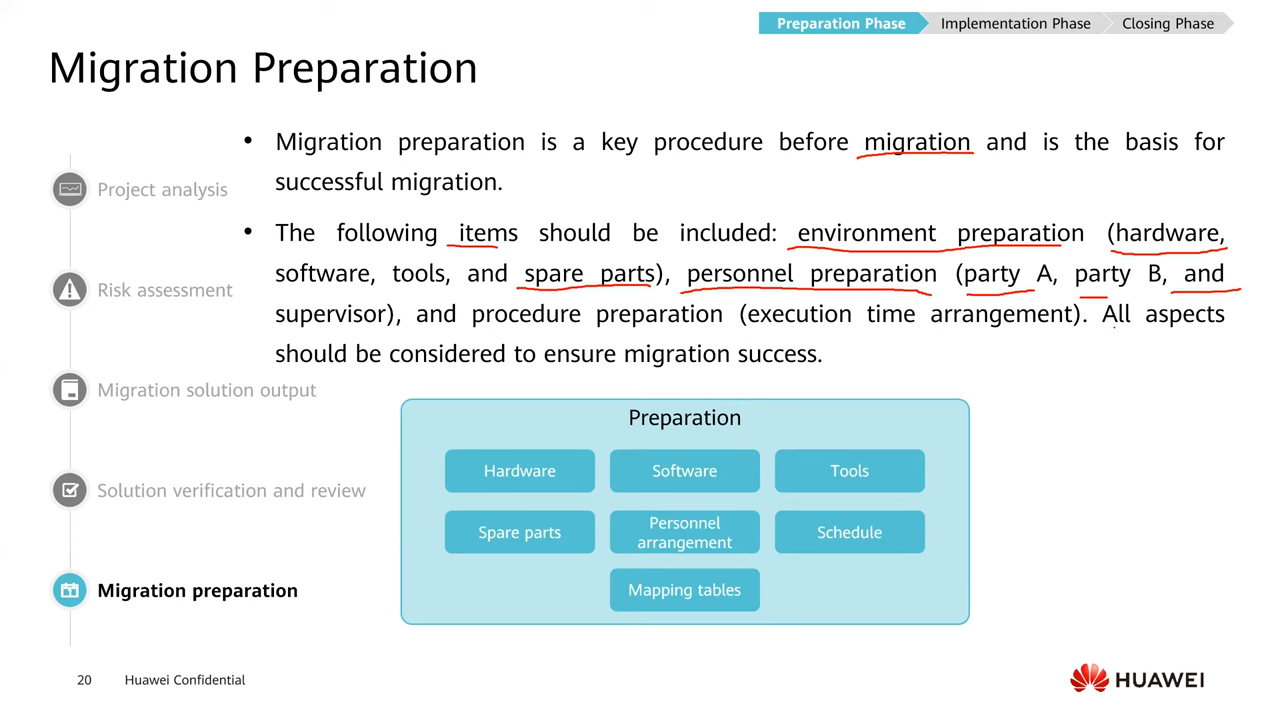 Preparation Phase
Implementation Phase
Closing Phase
Migration Preparation
• Migration preparation is a key procedure before migration and is the basis for
successful migration.
• The following items should be included: environment preparation (hardware,
software, tools, and spare parts), personnel preparation (party A, party B, and
supervisor), and procedure preparation (execution time arrangement). All aspects
should be considered to ensure migration success.
Project analysis
Risk assessment
Migration solution output
Solution verification and review
Migration preparation
Preparation
Hardware
Software
Tools
Spare parts
Personnel
arrangement
Schedule
Mapping tables
20
Huawei Confidential
HUAWEI